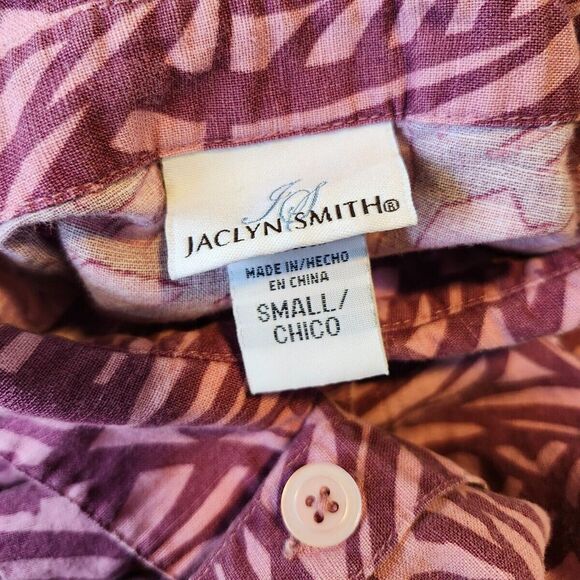 JS
JACLYN SMITH®
MADE IN/HECHO
EN CHINA
SMALL/
CHICO